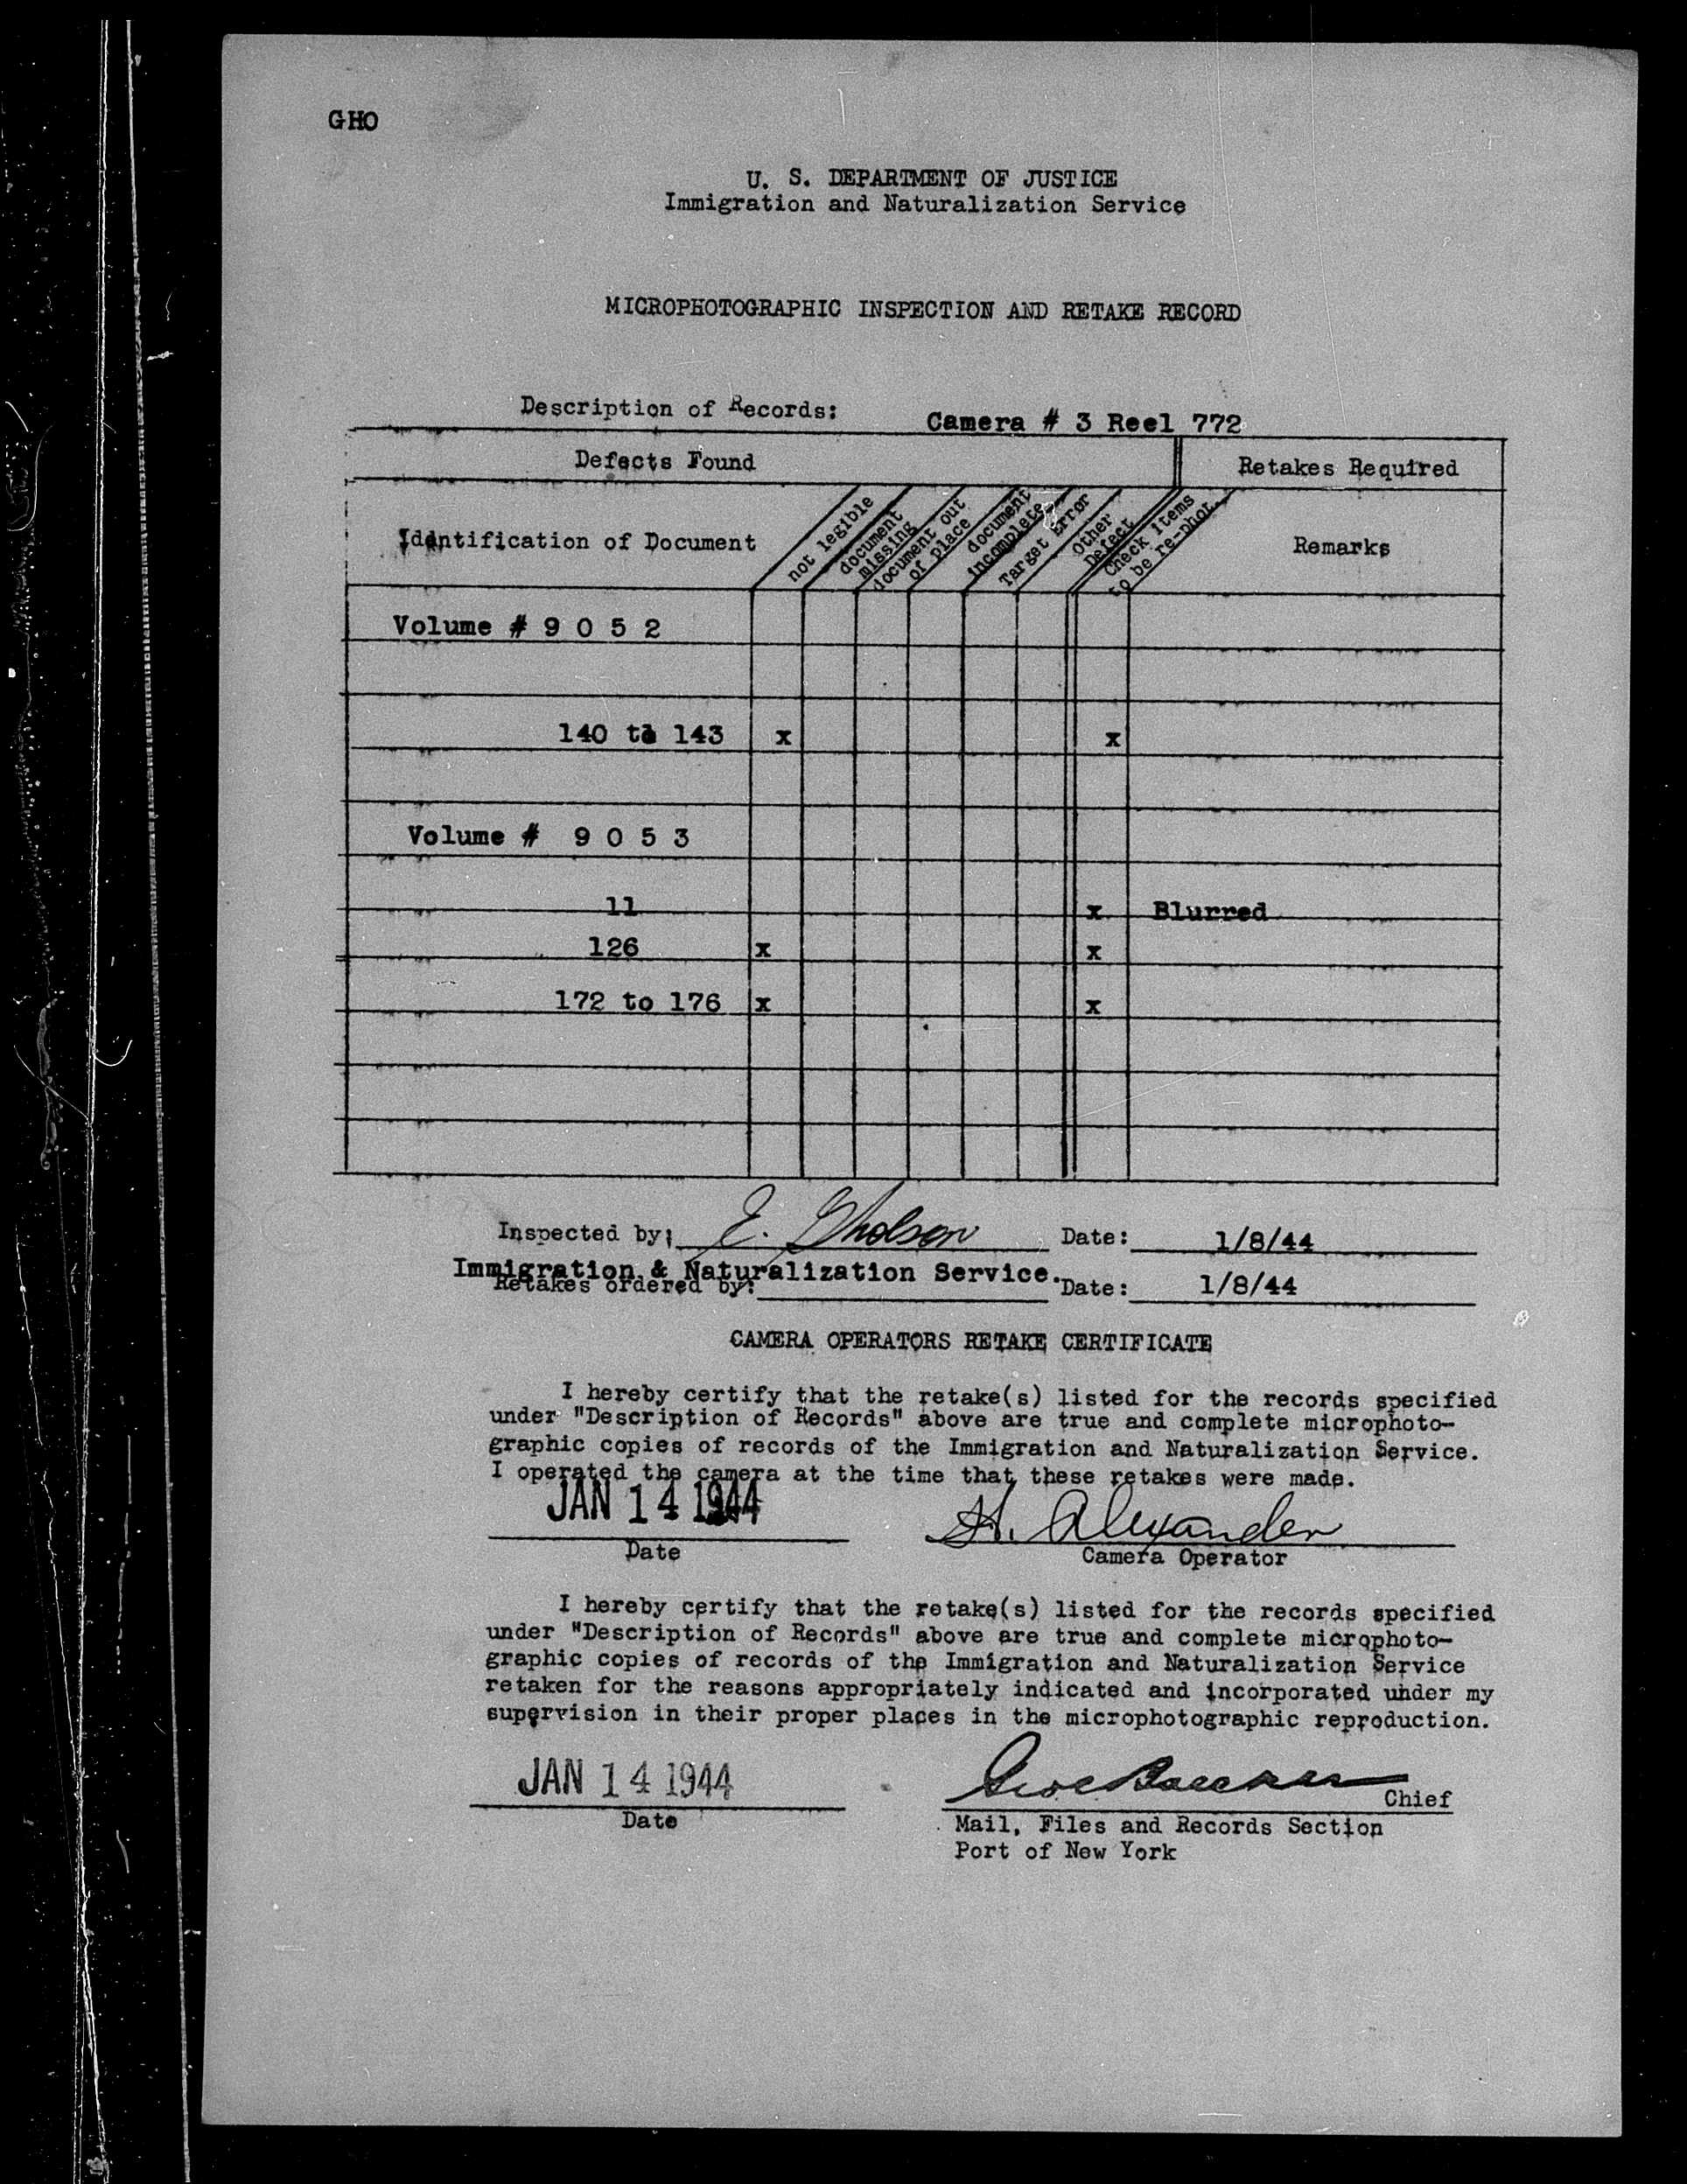 GHO
U. S. DEPARTMENT OF JUSTICE
Immigration and Naturalization Service
MICROPHOTOGRAPHIC INSPECTION AND RETAKE RECORD
Description of Records: Camera # 3 Reel 772
Defects Found Retakes Required
Identification of Document
not legible
document
missing
document out
of place
document
incomplete
Target Error
Other
Defect
Check items
to be re-phot.
Remarks
Volume # 9 0 5 2
140 to 143 x x
Volume # 9 0 5 3
11 x Blurred
126 x x
172 to 176 x x
Inspected by: E. Gholson Date: 1/8/44
Immigration & Naturalization Service.
Retakes ordered by: Date: 1/8/44
CAMERA OPERATORS RETAKE CERTIFICATE
I hereby certify that the retake(s) listed for the records specified
under "Description of Records" above are true and complete microphoto-
graphic copies of records of the Immigration and Naturalization Service.
I operated the camera at the time that these retakes were made.
JAN 14 1944 H. Alexander
Date Camera Operator
I hereby certify that the retake(s) listed for the records specified
under "Description of Records" above are true and complete microphoto-
graphic copies of records of the Immigration and Naturalization Service
retaken for the reasons appropriately indicated and incorporated under my
supervision in their proper places in the microphotographic reproduction.
JAN 14 1944 Chief
Date Mail, Files and Records Section
Port of New York